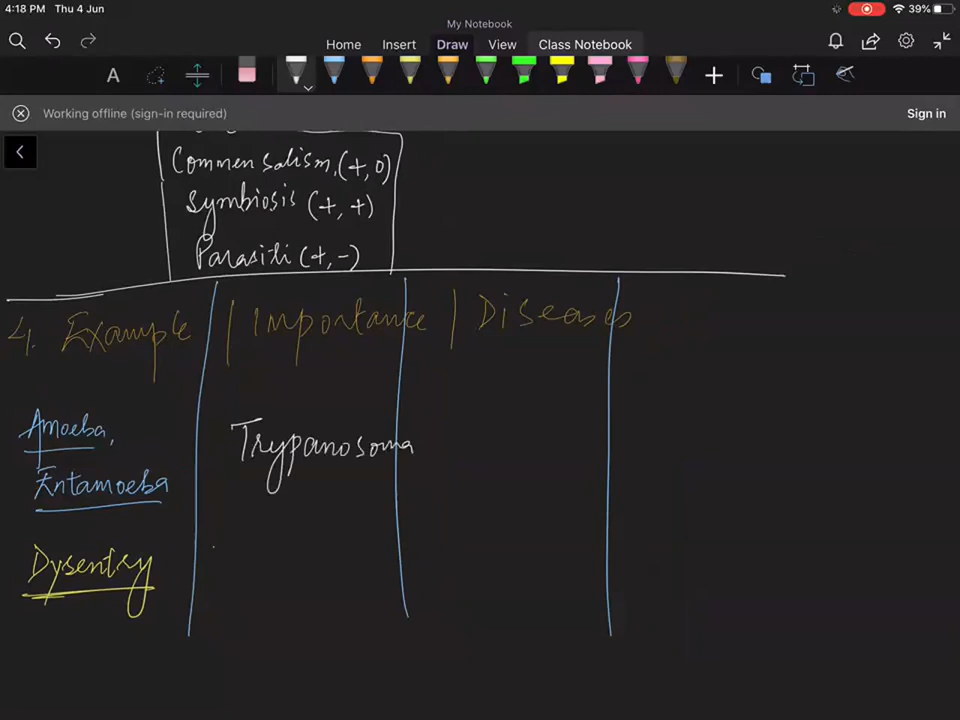 4:18 PM Thu 4 Jun
39%
My Notebook
Home Insert Draw View Class Notebook
A
Working offline (sign-in required)
Sign in
Commensalism, (+, 0)
Symbiosis (+, +)
Parasiti (+, -)
4. Example | Importance | Diseases
Amoeba,
Entamoeba
Trypanosoma
Dysentry